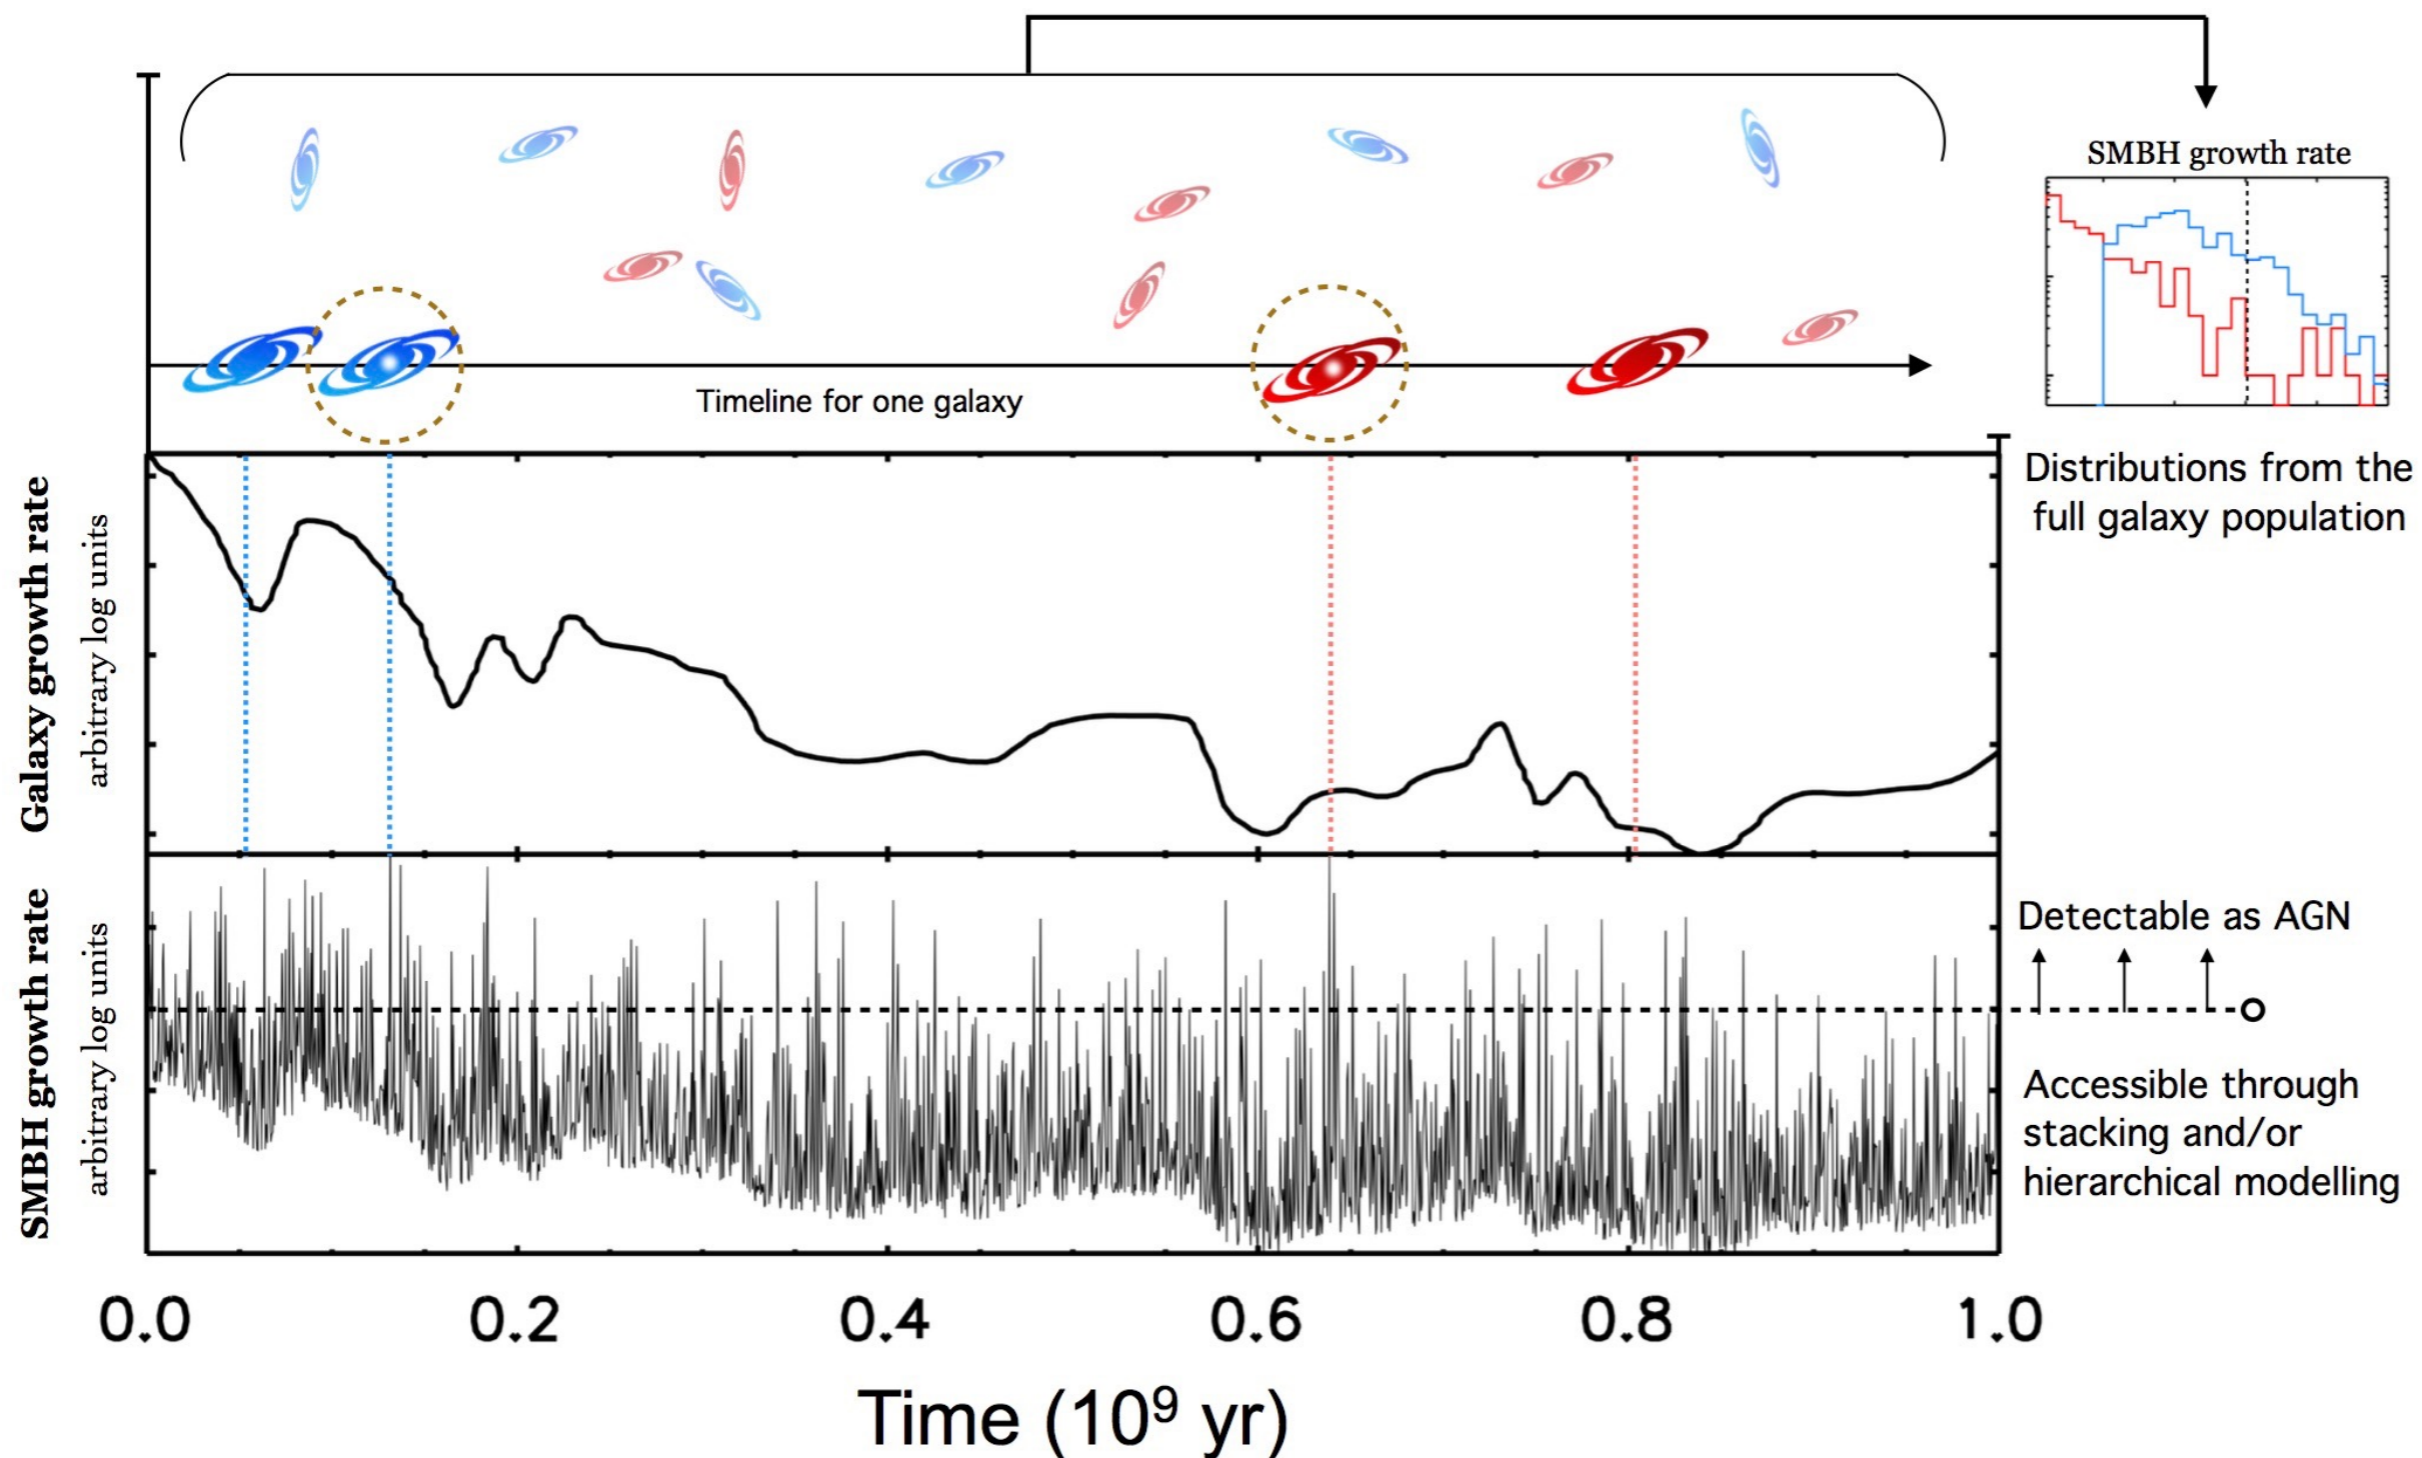 SMBH growth rate
Timeline for one galaxy
Distributions from the
full galaxy population
Galaxy growth rate
arbitrary log units
SMBH growth rate
arbitrary log units
Detectable as AGN
Accessible through
stacking and/or
hierarchical modelling
0.0 0.2 0.4 0.6 0.8 1.0
Time (10⁹ yr)